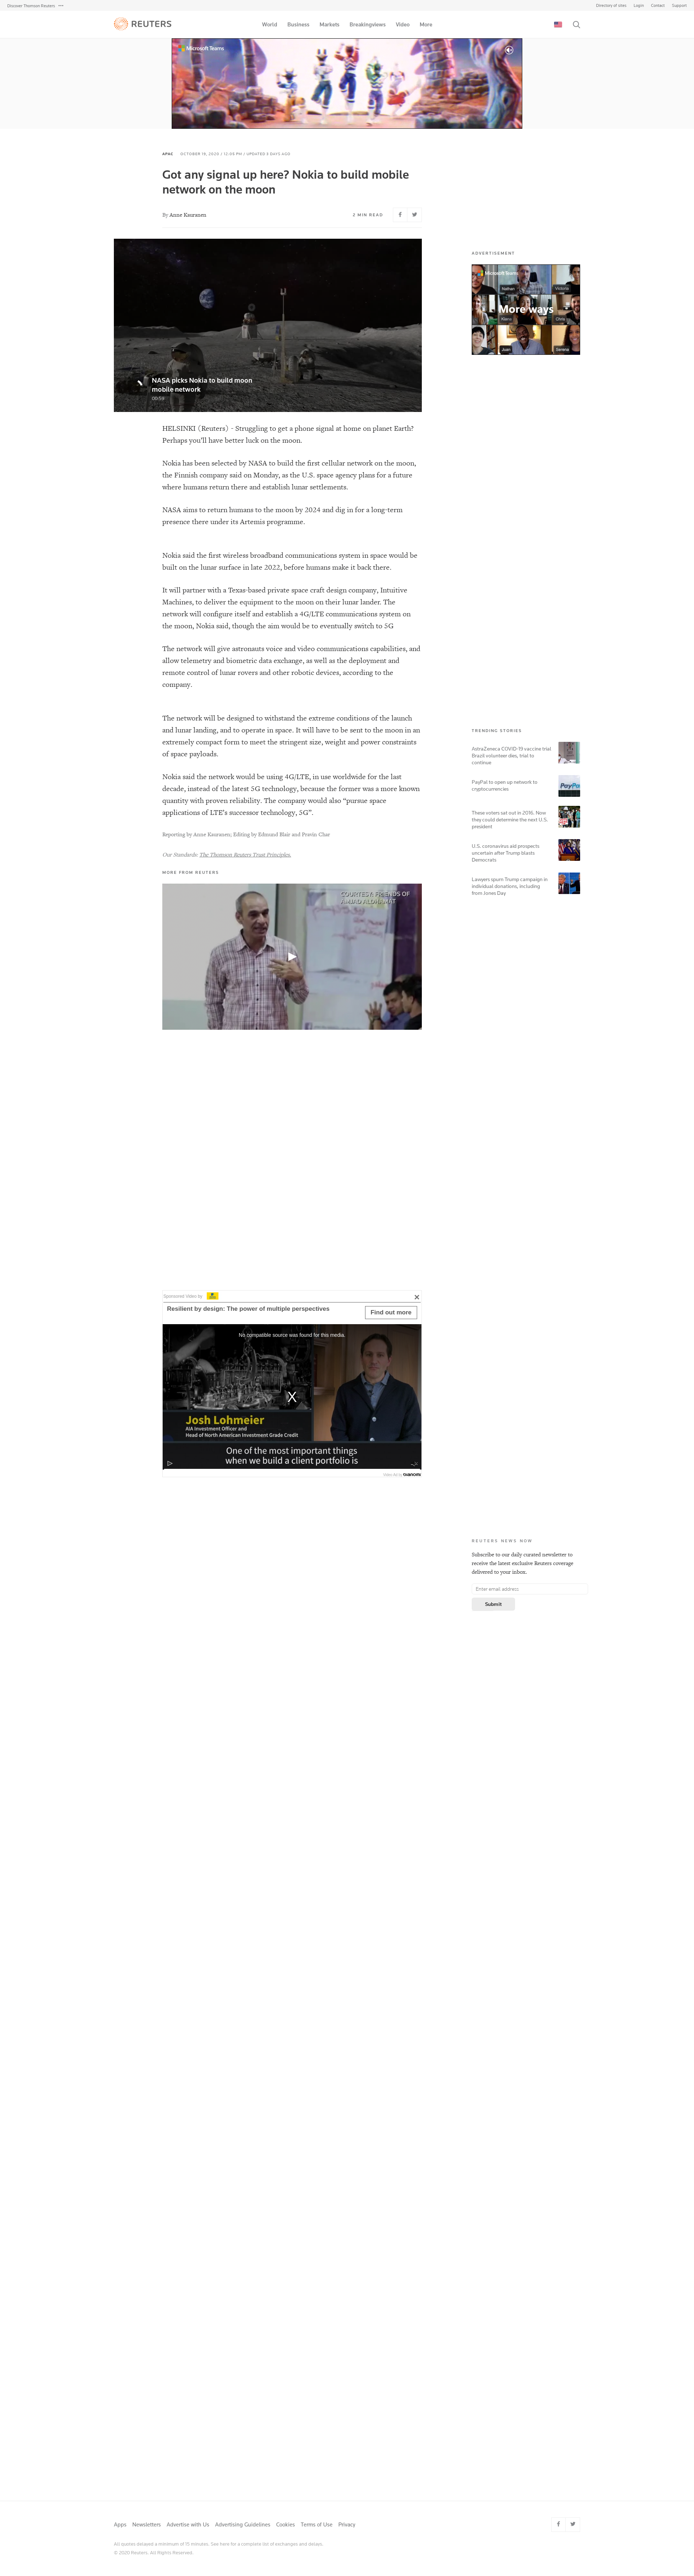 Discover Thomson Reuters
Directory of sites Login Contact Support
REUTERS
World Business Markets Breakingviews Video More
Microsoft Teams
APAC
Got any signal up here? Nokia to build mobile
network on the moon
By Anne Kauranen
2 MIN READ
ADVERTISEMENT
Microsoft Teams
More ways
NASA picks Nokia to build moon
mobile network
00:59
HELSINKI (Reuters) - Struggling to get a phone signal at home on planet Earth?
Perhaps you’ll have better luck on the moon.
Nokia has been selected by NASA to build the first cellular network on the moon,
the Finnish company said on Monday, as the U.S. space agency plans for a future
where humans return there and establish lunar settlements.
NASA aims to return humans to the moon by 2024 and dig in for a long-term
presence there under its Artemis programme.
Nokia said the first wireless broadband communications system in space would be
built on the lunar surface in late 2022, before humans make it back there.
It will partner with a Texas-based private space craft design company, Intuitive
Machines, to deliver the equipment to the moon on their lunar lander. The
network will configure itself and establish a 4G/LTE communications system on
the moon, Nokia said, though the aim would be to eventually switch to 5G
The network will give astronauts voice and video communications capabilities, and
allow telemetry and biometric data exchange, as well as the deployment and
remote control of lunar rovers and other robotic devices, according to the
company.
The network will be designed to withstand the extreme conditions of the launch
and lunar landing, and to operate in space. It will have to be sent to the moon in an
extremely compact form to meet the stringent size, weight and power constraints
of space payloads.
Nokia said the network would be using 4G/LTE, in use worldwide for the last
decade, instead of the latest 5G technology, because the former was a more known
quantity with proven reliability. The company would also “pursue space
applications of LTE’s successor technology, 5G”.
Reporting by Anne Kauranen; Editing by Edmund Blair and Pravin Char
Our Standards: The Thomson Reuters Trust Principles.
MORE FROM REUTERS
COURTESY: FRIENDS OF
TRENDING STORIES
AstraZeneca COVID-19 vaccine trial
Brazil volunteer dies, trial to
continue
PayPal to open up network to
cryptocurrencies
These voters sat out in 2016. Now
they could determine the next U.S.
president
U.S. coronavirus aid prospects
uncertain after Trump blasts
Democrats
Lawyers spurn Trump campaign in
individual donations, including
from Jones Day
Sponsored Video by
Resilient by design: The power of multiple perspectives
Find out more
No compatible source was found for this media.
Josh Lohmeier
AIA Investment Officer and
Head of North American Investment Grade Credit
One of the most important things
when we build a client portfolio is
REUTERS NEWS NOW
Subscribe to our daily curated newsletter to
receive the latest exclusive Reuters coverage
delivered to your inbox.
Enter email address
Submit
Apps Newsletters Advertise with Us Advertising Guidelines Cookies Terms of Use Privacy
All quotes delayed a minimum of 15 minutes. See here for a complete list of exchanges and delays.
© 2020 Reuters. All Rights Reserved.